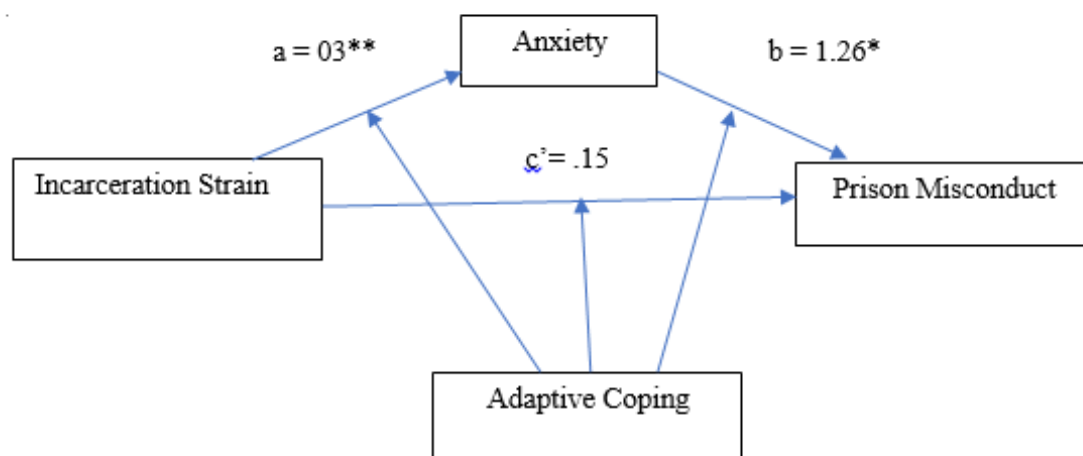 Anxiety
a = 03**
b = 1.26*
c’= .15
Incarceration Strain
Prison Misconduct
Adaptive Coping